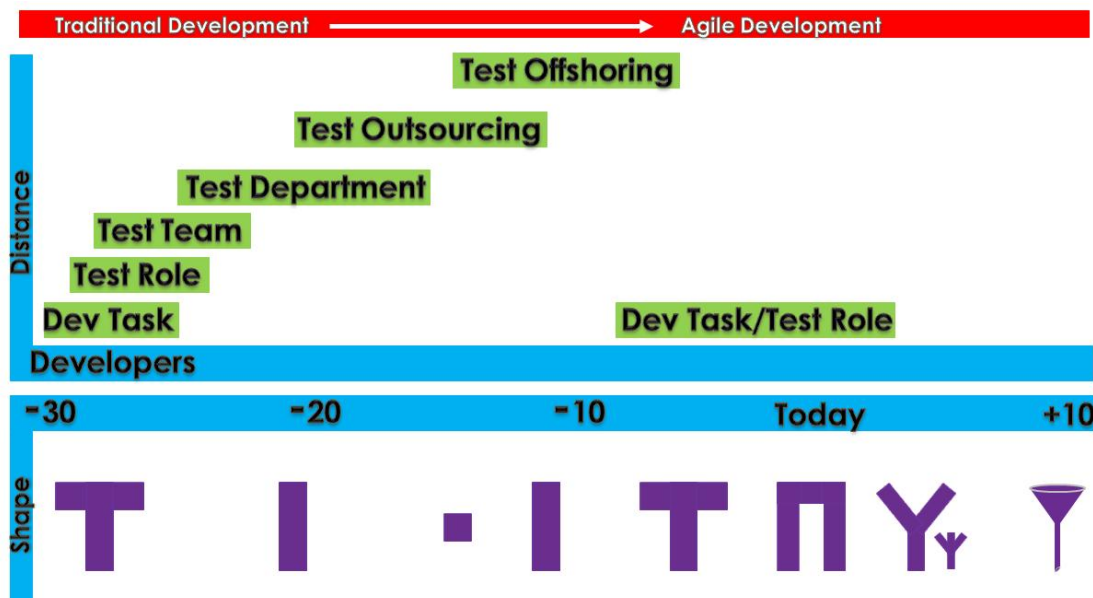 Traditional Development
Agile Development
Test Offshoring
Test Outsourcing
Test Department
Test Team
Test Role
Dev Task
Dev Task/Test Role
Distance
Developers
-30
-20
-10
Today
+10
Shape